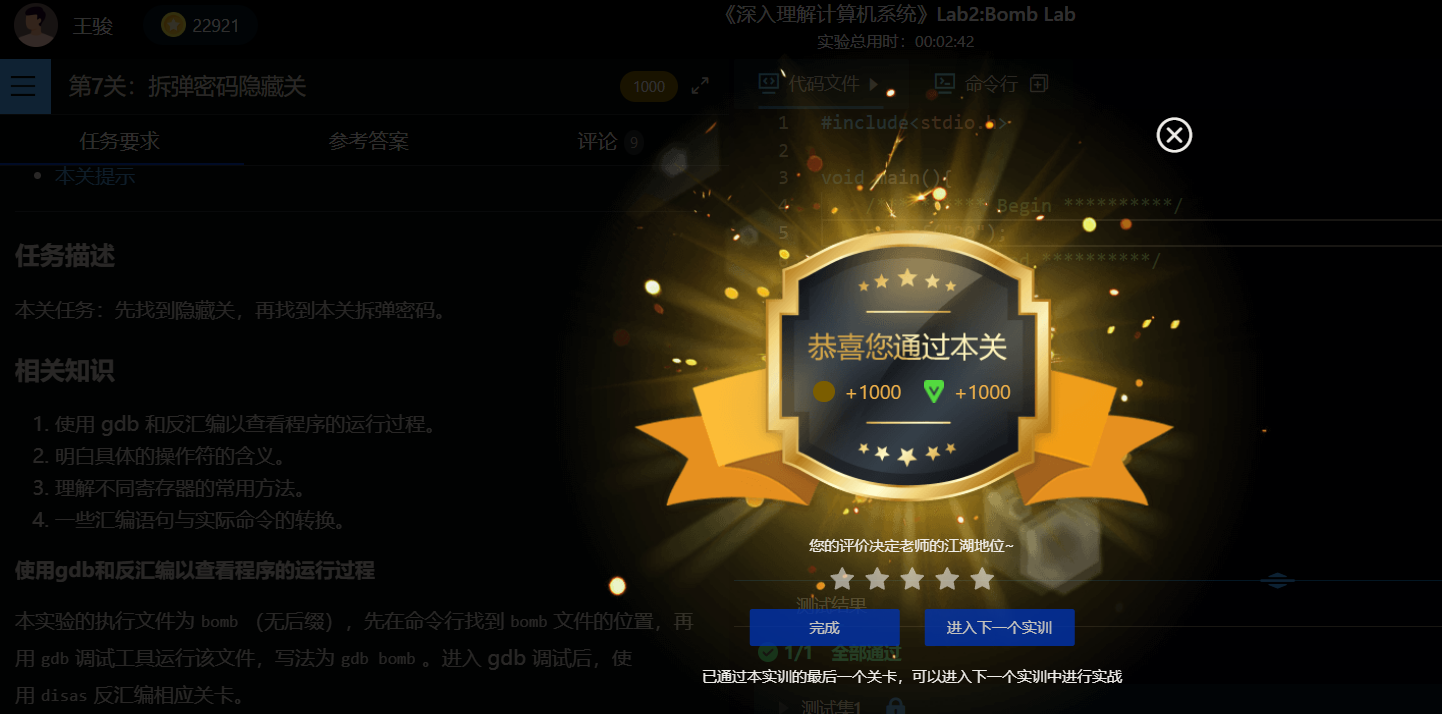 王骏
22921
《深入理解计算机系统》Lab2:Bomb Lab
实验总用时：00:02:42
第7关：拆弹密码隐藏关
1000
代码文件
命令行
任务要求
参考答案
评论 9
本关提示
任务描述
本关任务：先找到隐藏关，再找到本关拆弹密码。
相关知识
1. 使用 gdb 和反汇编以查看程序的运行过程。
2. 明白具体的操作符的含义。
3. 理解不同寄存器的常用方法。
4. 一些汇编语句与实际命令的转换。
使用gdb和反汇编以查看程序的运行过程
本实验的执行文件为 bomb （无后缀），先在命令行找到 bomb 文件的位置，再
用 gdb 调试工具运行该文件，写法为 gdb bomb 。进入 gdb 调试后，使
用 disas 反汇编相应关卡。
1 #include<stdio.h>
2
3 void main(){
4 Begin **********/
5 ");
**********/
恭喜您通过本关
+1000 +1000
您的评价决定老师的江湖地位~
测试结果
完成
进入下一个实训
1/1 全部通过
已通过本实训的最后一个关卡，可以进入下一个实训中进行实战
测试集1